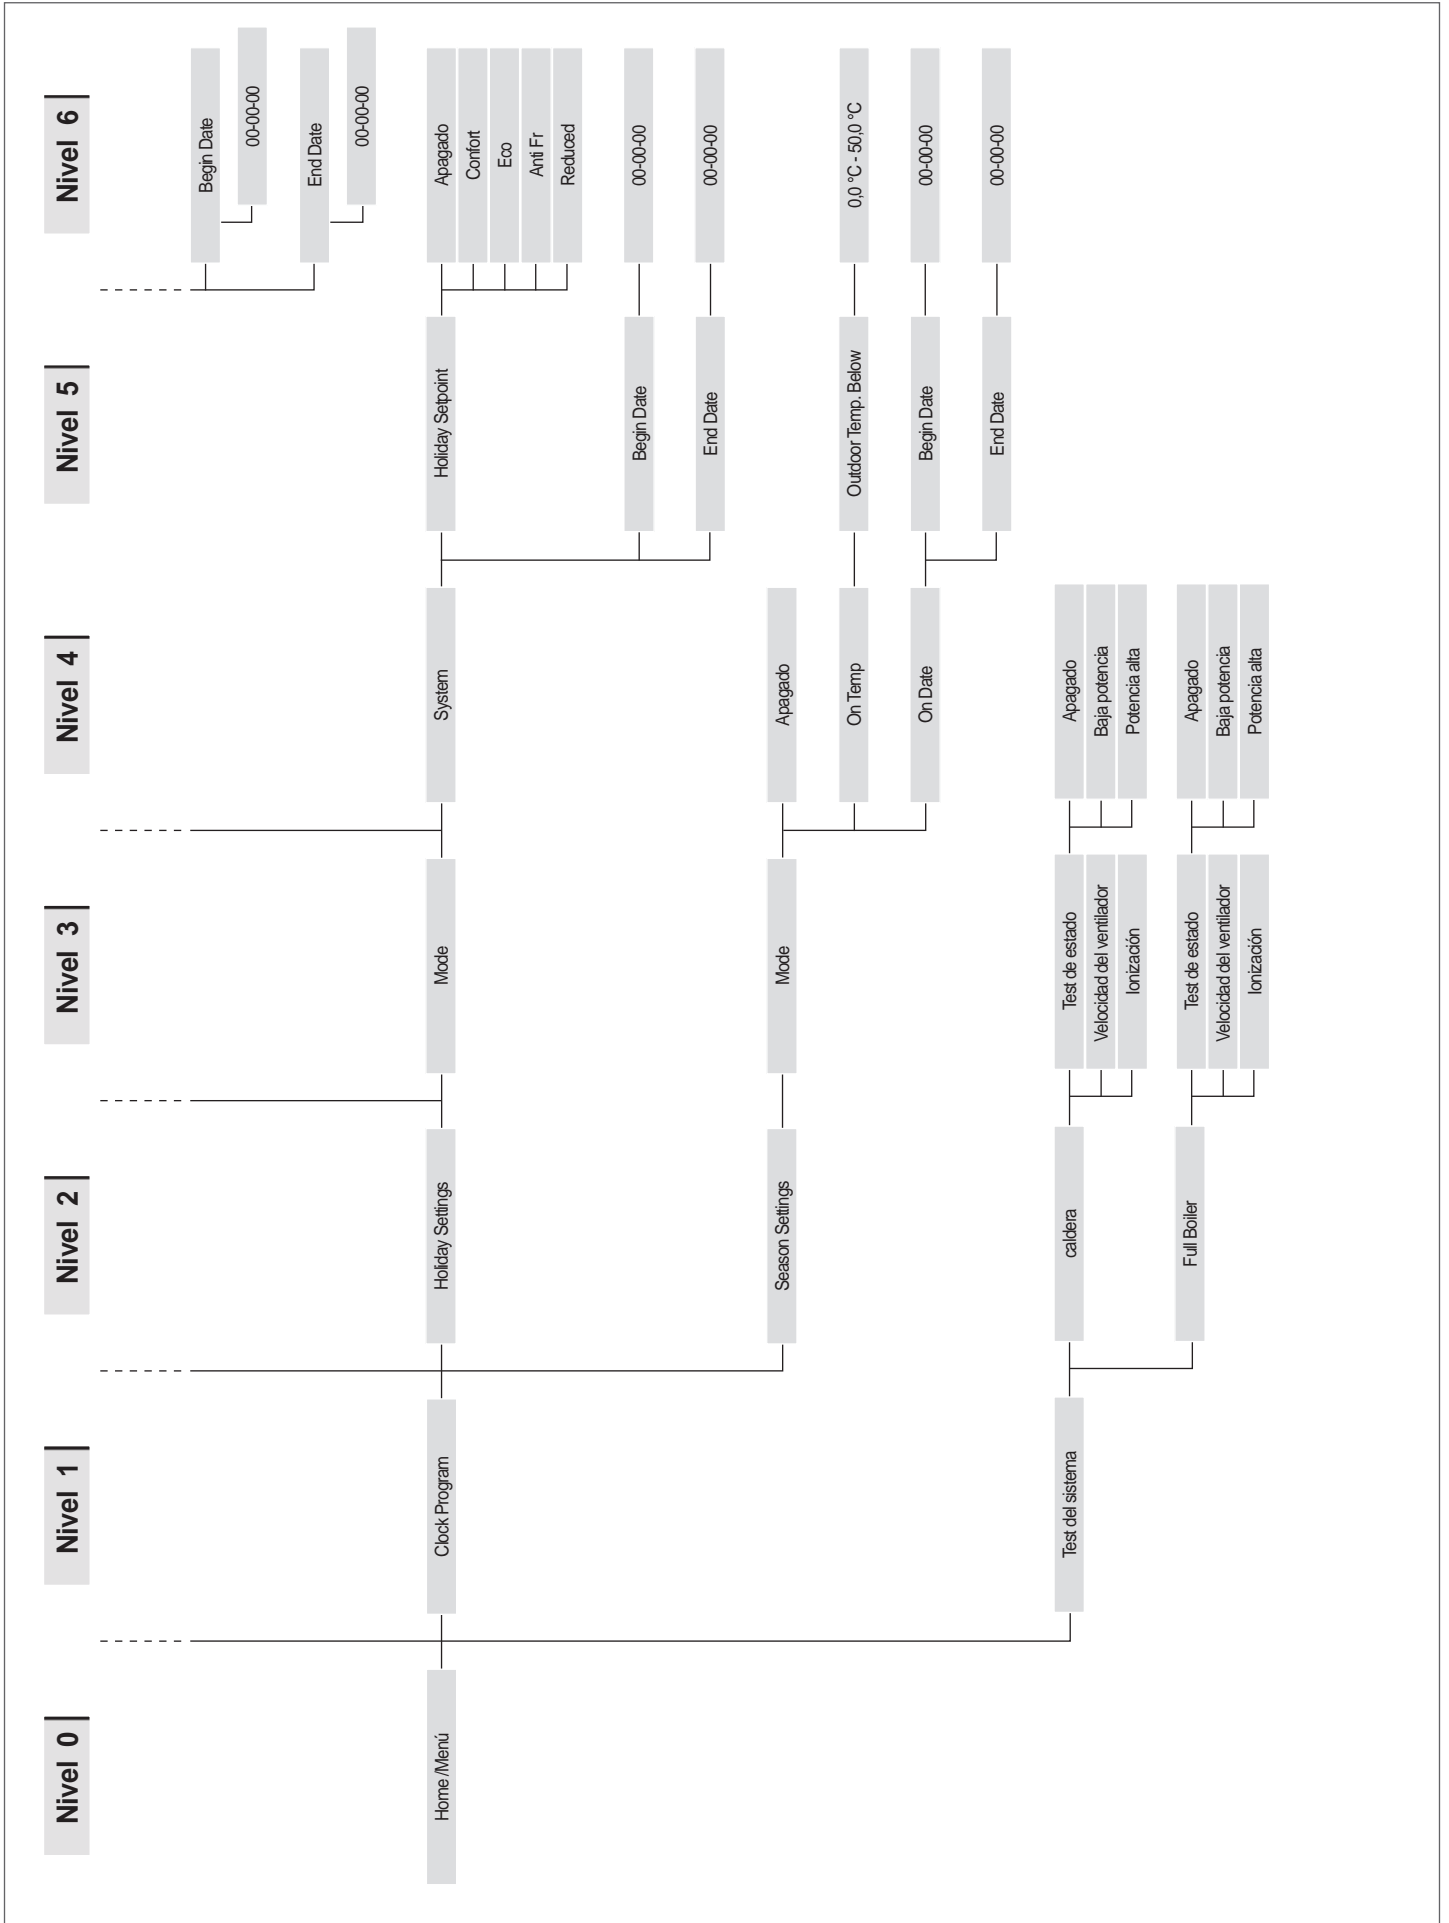 Nivel 0
Nivel 1
Nivel 2
Nivel 3
Nivel 4
Nivel 5
Nivel 6
Begin Date
00-00-00
End Date
00-00-00
Home /Menú
Clock Program
Holiday Settings
Mode
System
Holiday Setpoint
Apagado
Confort
Eco
Anti Fr
Reduced
Begin Date
00-00-00
End Date
00-00-00
Season Settings
Mode
Apagado
On Temp
Outdoor Temp. Below
0,0 °C - 50,0 °C
On Date
Begin Date
00-00-00
End Date
00-00-00
Test del sistema
caldera
Test de estado
Velocidad del ventilador
Ionización
Apagado
Baja potencia
Potencia alta
Full Boiler
Test de estado
Velocidad del ventilador
Ionización
Apagado
Baja potencia
Potencia alta